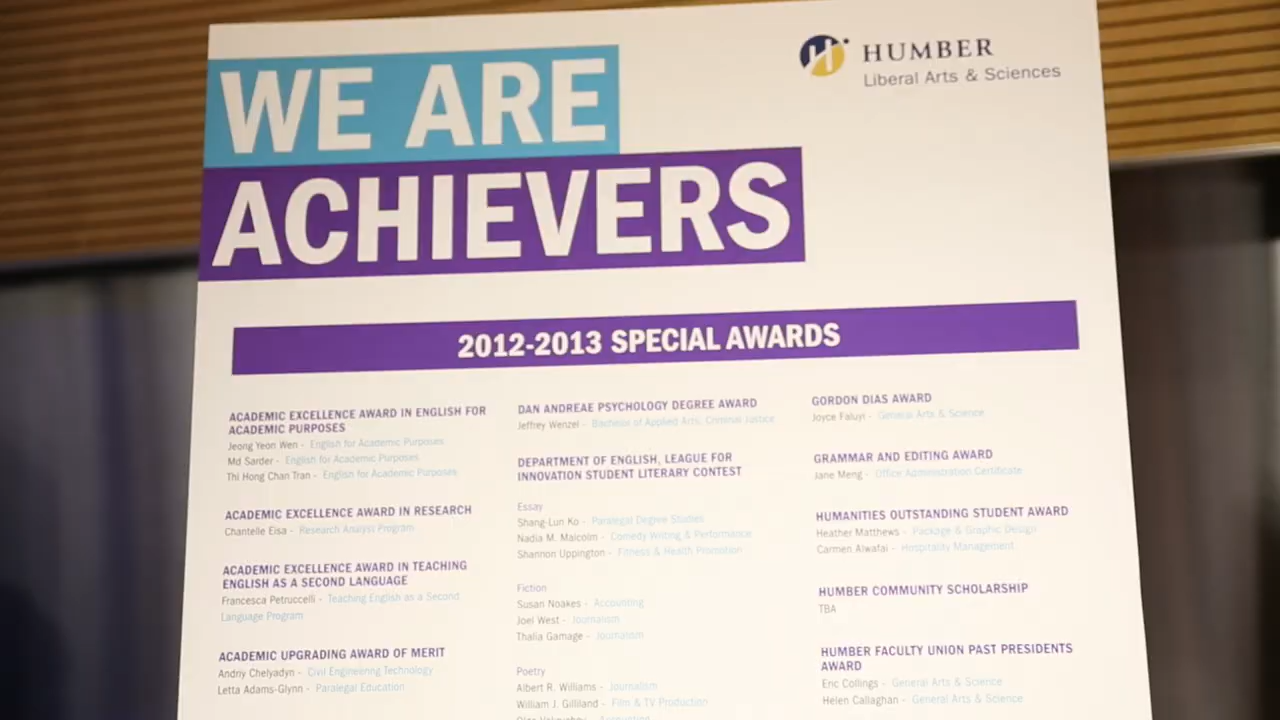 WE ARE
ACHIEVERS
HUMBER
Liberal Arts & Sciences
2012-2013 SPECIAL AWARDS
ACADEMIC EXCELLENCE AWARD IN ENGLISH FOR
ACADEMIC PURPOSES
Jeong Yeon Wen - English for Academic Purposes
Md Sarder - English for Academic Purposes
Thi Hong Chan Tran - English for Academic Purposes
ACADEMIC EXCELLENCE AWARD IN RESEARCH
Chantelle Eisa - Research Analyst Program
ACADEMIC EXCELLENCE AWARD IN TEACHING
ENGLISH AS A SECOND LANGUAGE
Francesca Petruccelli - Teaching English as a Second
Language Program
ACADEMIC UPGRADING AWARD OF MERIT
Andriy Chelyadyn - Civil Engineering Technology
Letta Adams-Glynn - Paralegal Education
DAN ANDREAE PSYCHOLOGY DEGREE AWARD
Jeffrey Wenzel - Bachelor of Applied Arts, Criminal Justice
DEPARTMENT OF ENGLISH, LEAGUE FOR
INNOVATION STUDENT LITERARY CONTEST
Essay
Shang-Lun Ko - Paralegal Degree Studies
Nadia M. Malcolm - Comedy Writing & Performance
Shannon Uppington - Fitness & Health Promotion
Fiction
Susan Noakes - Accounting
Joel West - Journalism
Thalia Gamage - Journalism
Poetry
Albert R. Williams - Journalism
William J. Gilliland - Film & TV Production
GORDON DIAS AWARD
Joyce Faluyi - General Arts & Science
GRAMMAR AND EDITING AWARD
Jane Meng - Office Administration Certificate
HUMANITIES OUTSTANDING STUDENT AWARD
Heather Matthews - Package & Graphic Design
Carmen Alwafai - Hospitality Management
HUMBER COMMUNITY SCHOLARSHIP
TBA
HUMBER FACULTY UNION PAST PRESIDENTS
AWARD
Eric Collings - General Arts & Science
Helen Callaghan - General Arts & Science